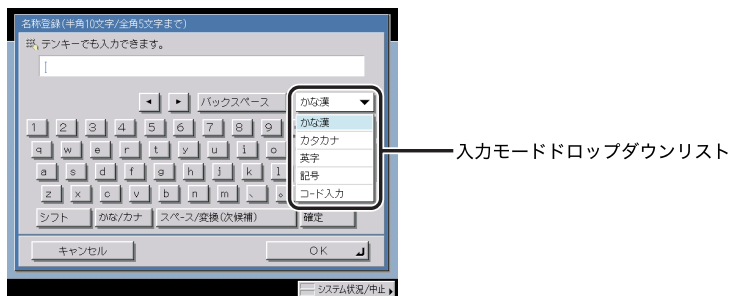 名称登録(半角10文字/全角5文字まで)
テンキーでも入力できます。
◄ ► バックスペース かな漢 ▼
かな漢
カタカナ
英字
記号
コード入力
1 2 3 4 5 6 7 8 9
q w e r t y u i o
a s d f g h j k l
z x c v b n m 、 。
シフト かな/カナ スペース/変換(次候補) 確定
キャンセル OK
システム状況/中止
入力モードドロップダウンリスト